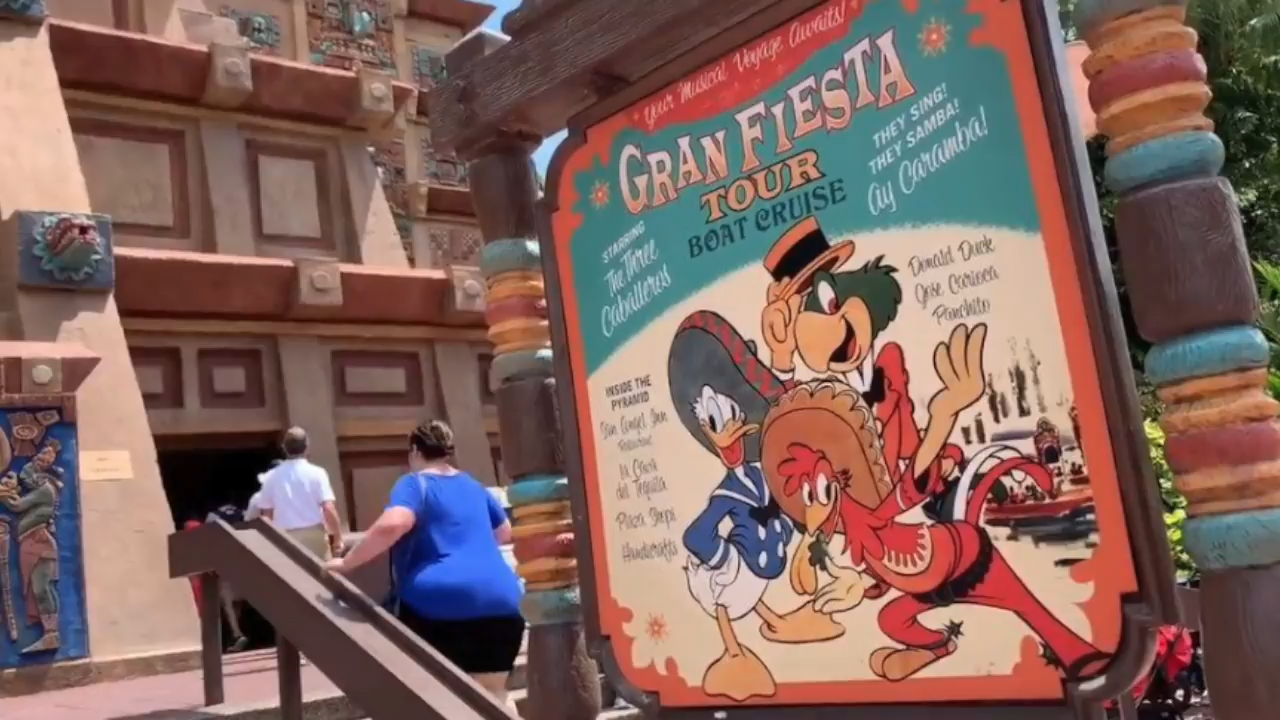 Your Musical Voyage Awaits!
GRAN FIESTA
TOUR
BOAT CRUISE
THEY SING!
THEY SAMBA!
Ay Caramba!
STARRING
The Three
Caballeros
Donald Duck
Jose Carioca
Panchito
INSIDE THE
PYRAMID
San Angel Inn
Restaurante
La Cava
del Tequila
Plaza Shops
Handicrafts